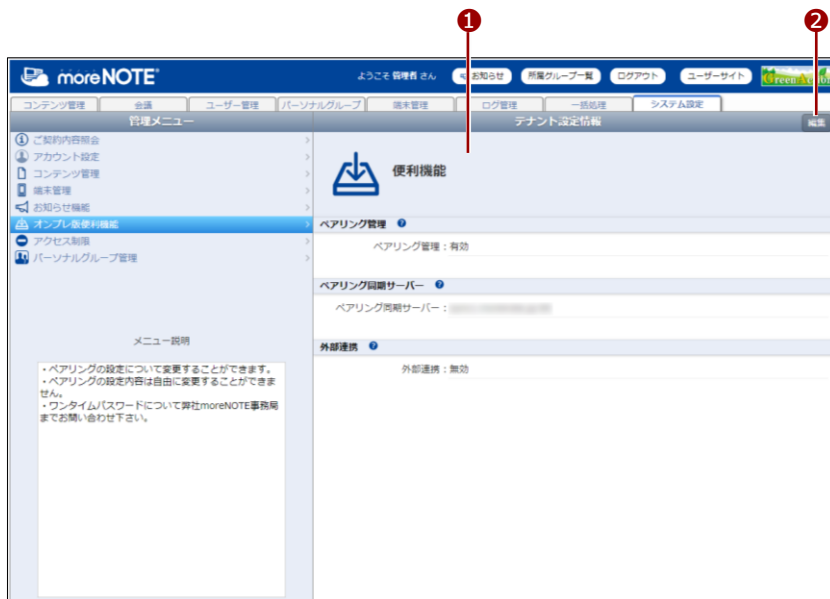 1
2
moreNOTE
ようこそ 管理者 さん
お知らせ
所属グループ一覧
ログアウト
ユーザーサイト
コンテンツ管理
会議
ユーザー管理
パーソナルグループ
端末管理
ログ管理
一括処理
システム設定
管理メニュー
テナント設定情報
編集
ご契約内容照会
アカウント設定
コンテンツ管理
端末管理
お知らせ機能
オンプレ版便利機能
アクセス制限
パーソナルグループ管理
便利機能
ペアリング管理
ペアリング管理：有効
ペアリング同期サーバー
ペアリング同期サーバー：
外部連携
外部連携：無効
メニュー説明
・ペアリングの設定について変更することができます。
・ペアリングの設定内容は自由に変更することができま
せん。
・ワンタイムパスワードについて弊社moreNOTE事務局
までお問い合わせ下さい。